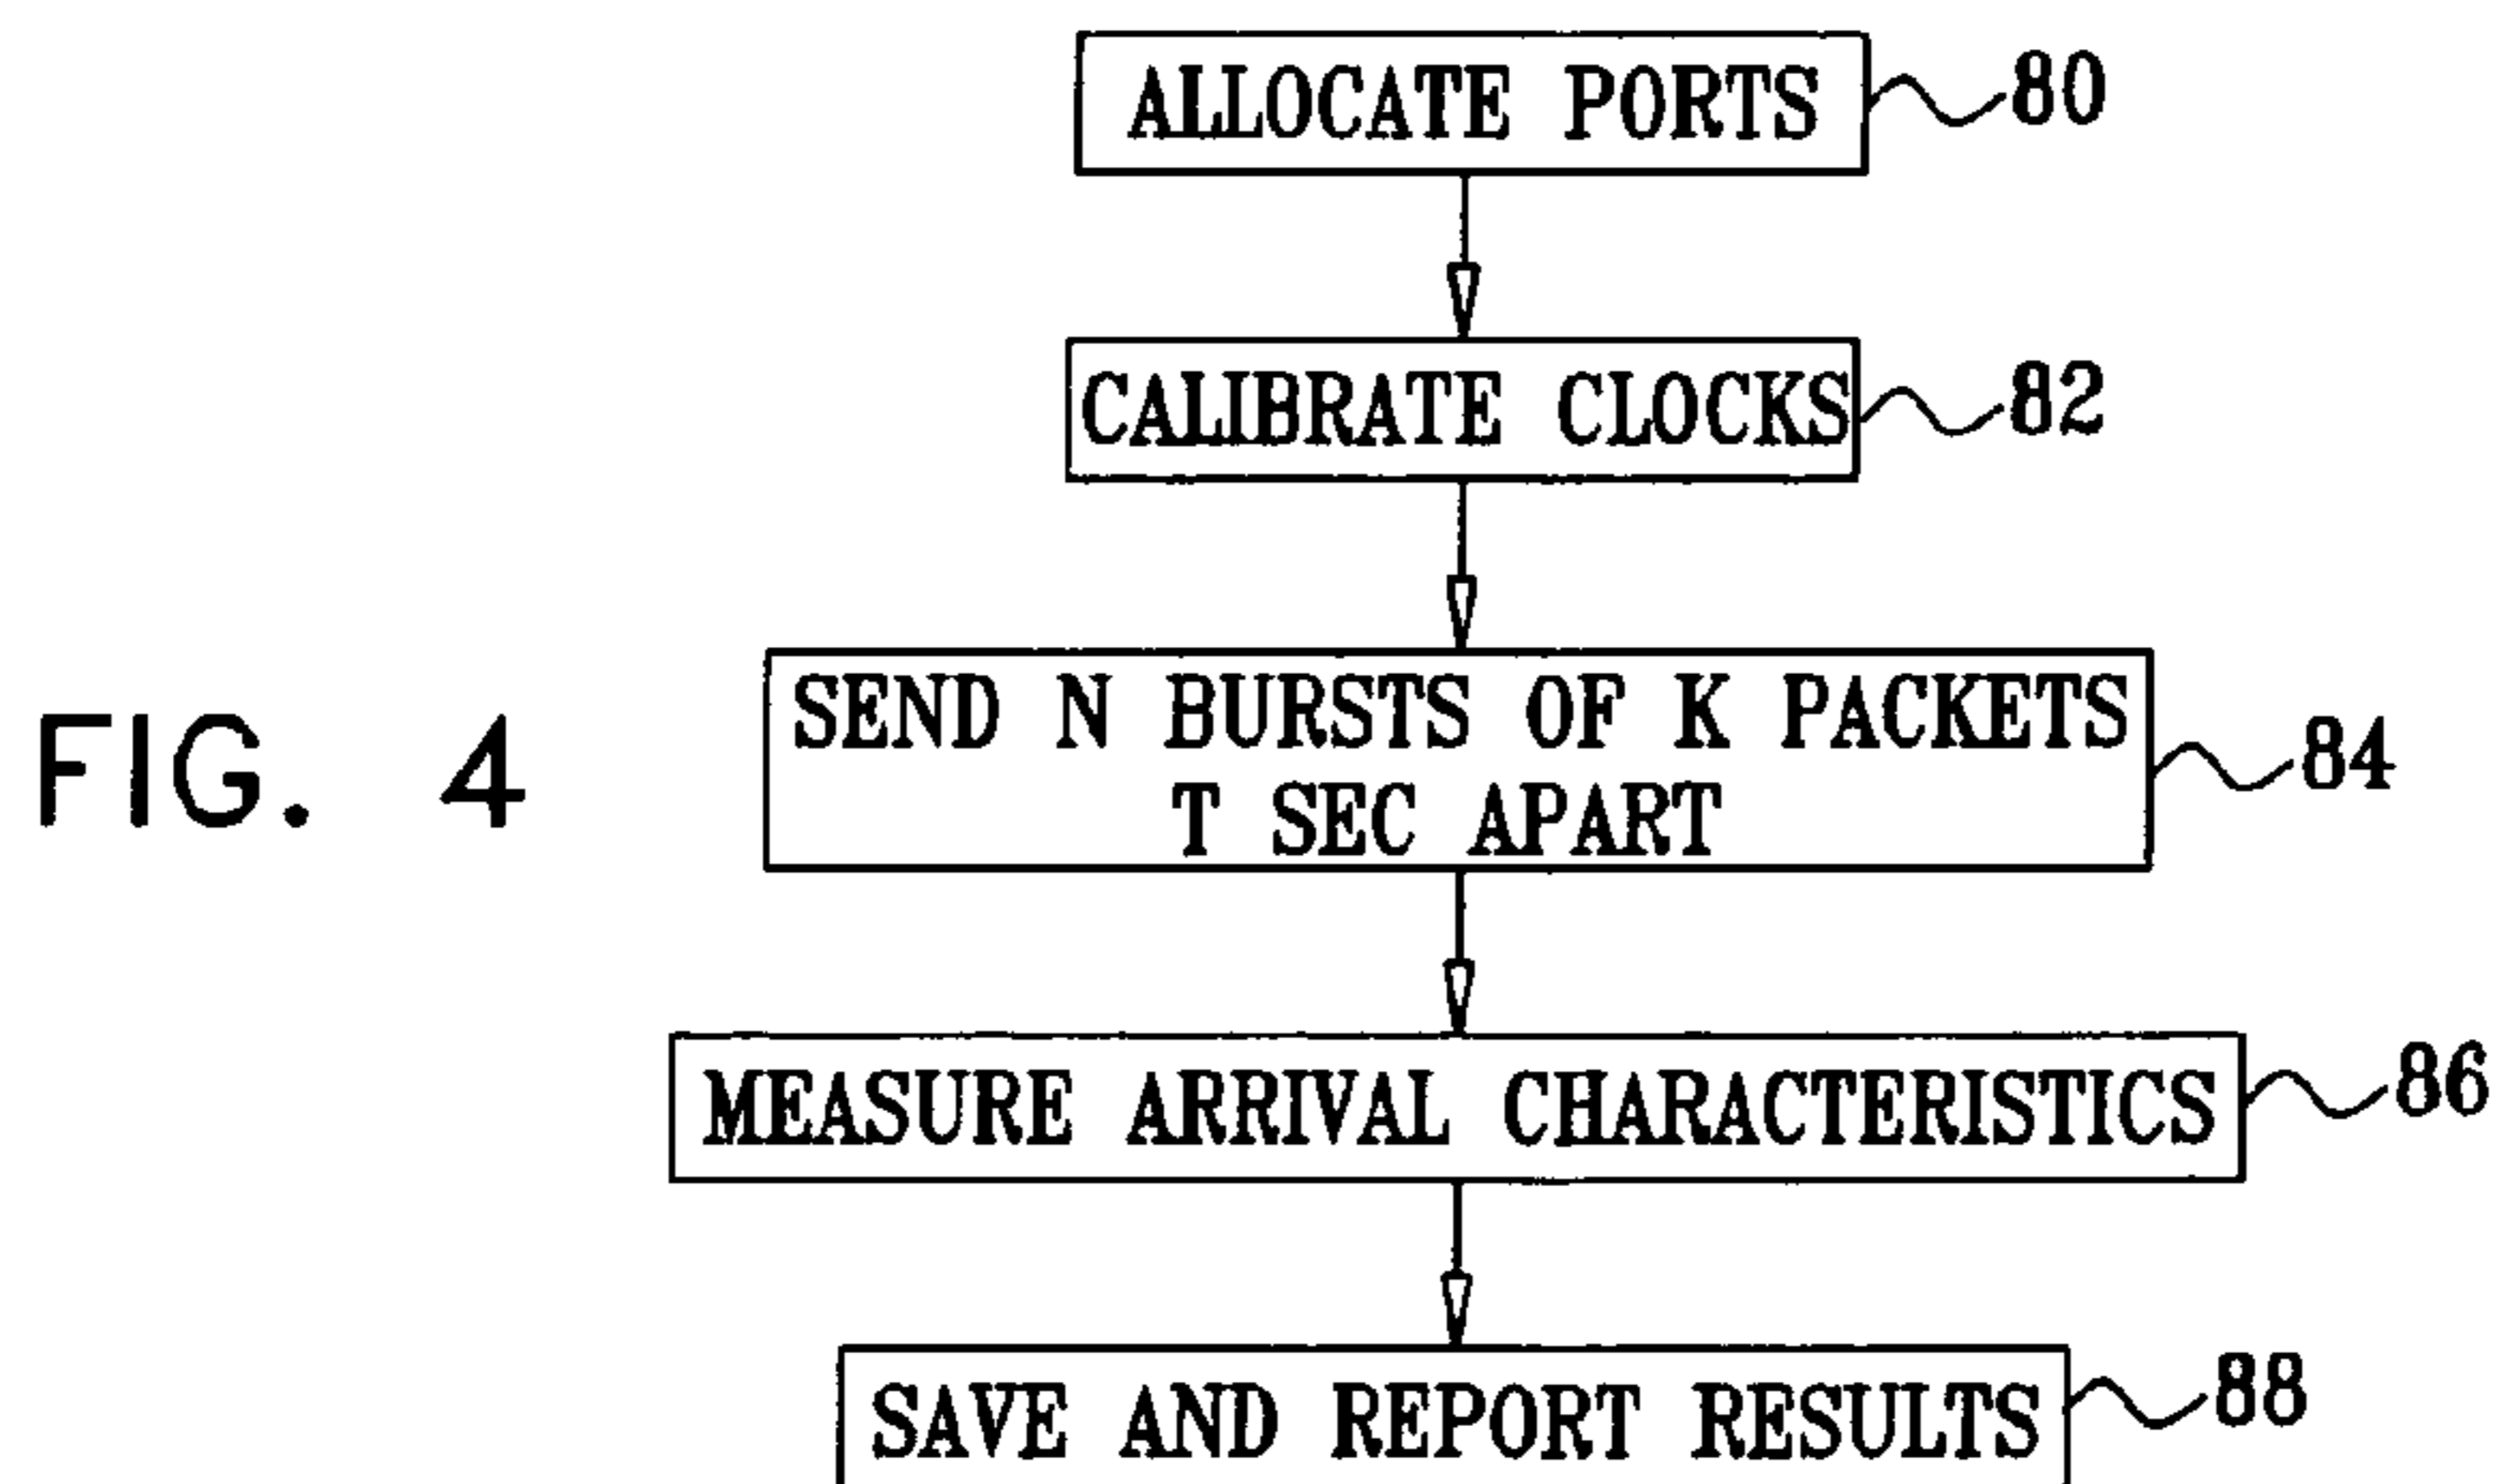 ALLOCATE PORTS 80
CALIBRATE CLOCKS 82
SEND N BURSTS OF K PACKETS
T SEC APART
84
FIG. 4
MEASURE ARRIVAL CHARACTERISTICS 86
SAVE AND REPORT RESULTS 88